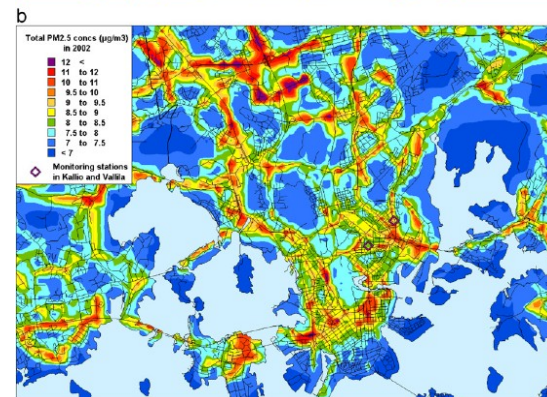 b
Total PM2.5 concs (µg/m3)
in 2002
12 <
11 to 12
10 to 11
9.5 to 10
9 to 9.5
8.5 to 9
8 to 8.5
7.5 to 8
7 to 7.5
< 7
Monitoring stations
in Kallio and Vallila